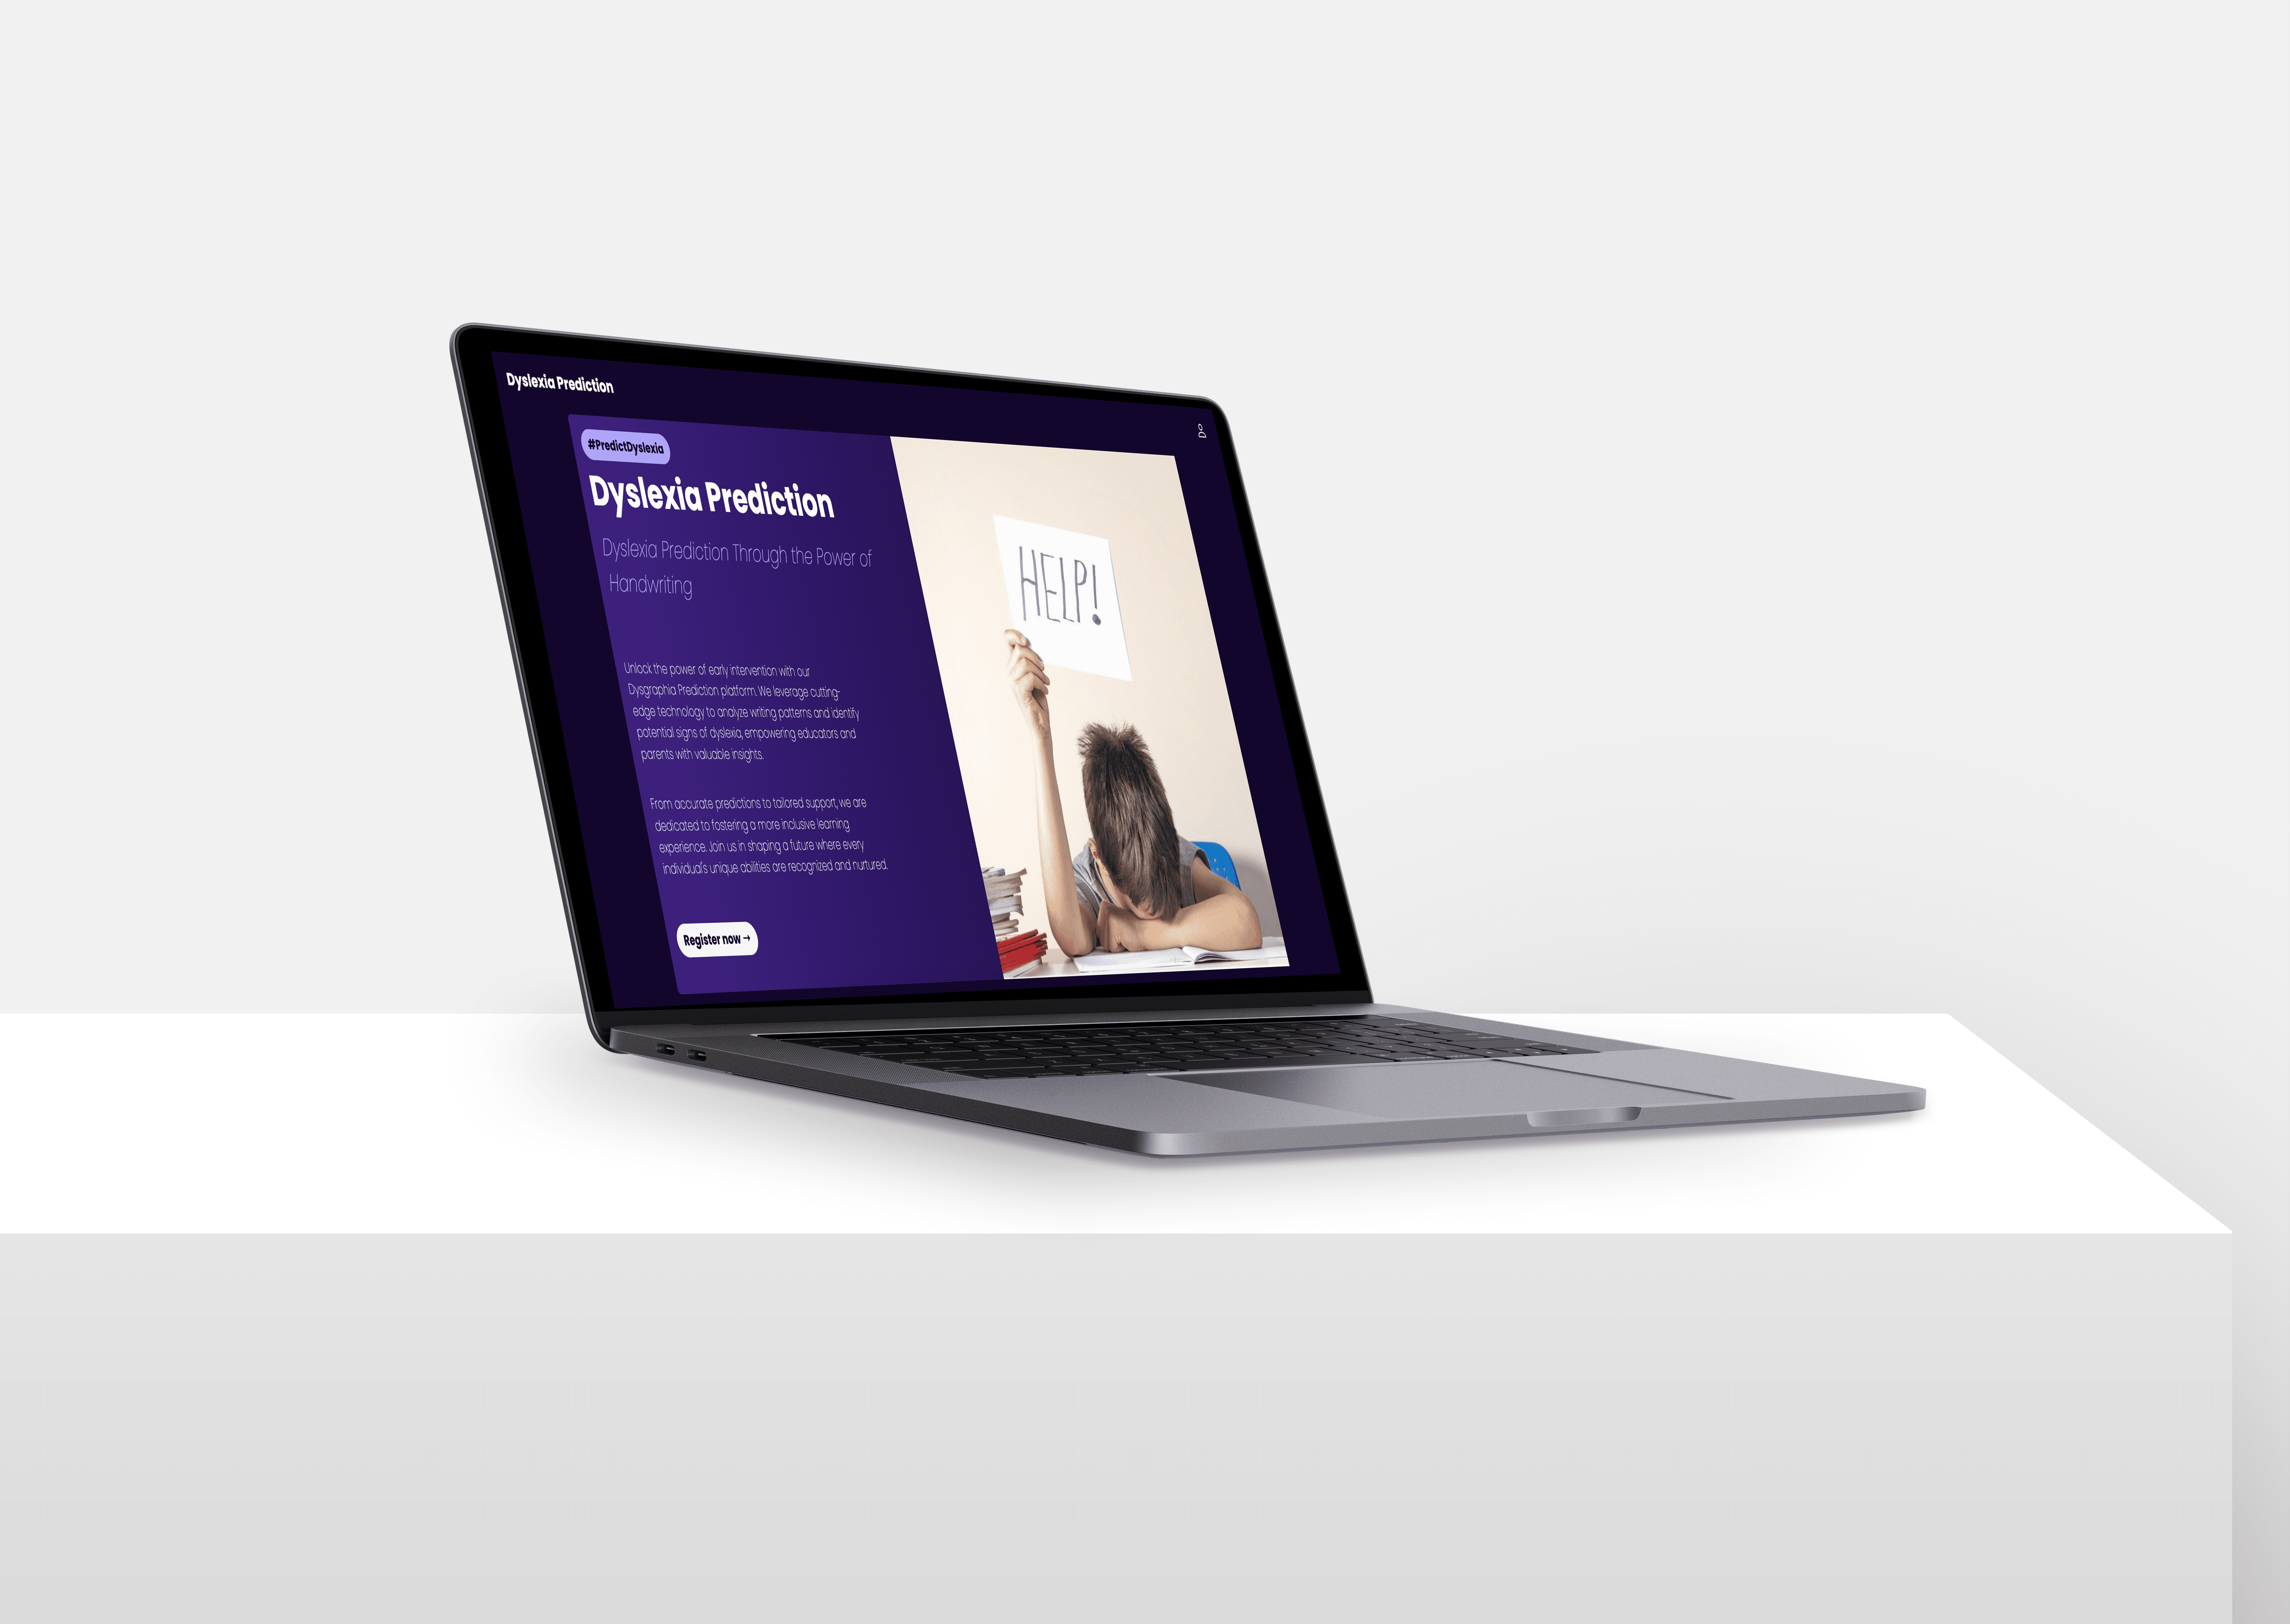 Dyslexia Prediction
#PredictDyslexia
Dyslexia Prediction
Dyslexia Prediction Through the Power of
Handwriting
Unlock the power of early intervention with our
Dysgraphia Prediction platform. We leverage cutting-
edge technology to analyze writing patterns and identify
potential signs of dyslexia, empowering educators and
parents with valuable insights.
From accurate predictions to tailored support, we are
dedicated to fostering a more inclusive learning
experience. Join us in shaping a future where every
individual's unique abilities are recognized and nurtured.
Register now →
HELP!